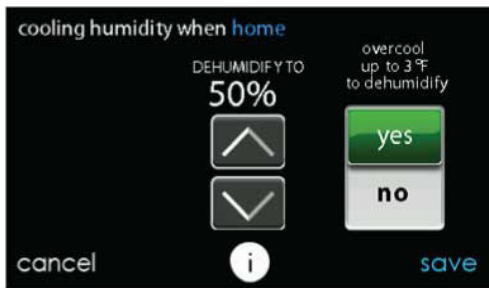 cooling humidity when home
DEHUMIDIFY TO
50%
overcool
up to 3°F
to dehumidify
yes
no
cancel
i
save